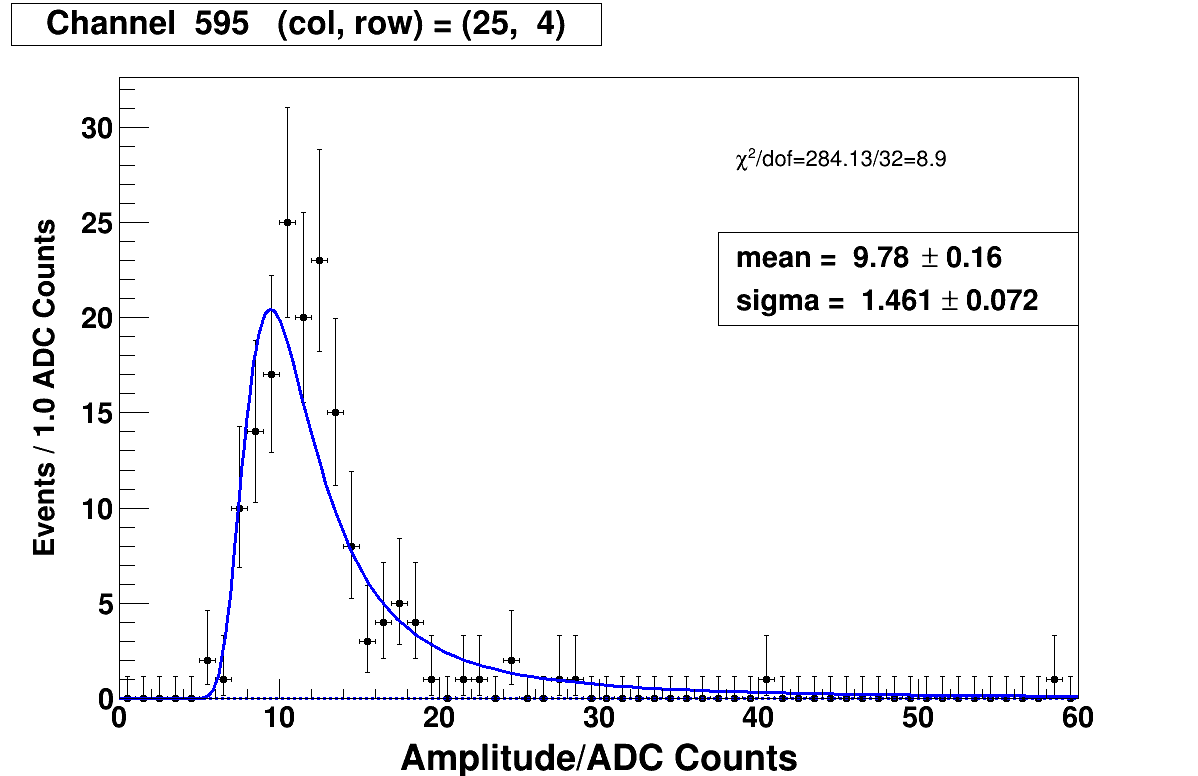 Channel 595 (col, row) = (25, 4)
30
25
20
15
10
5
0
Events / 1.0 ADC Counts
χ²/dof=284.13/32=8.9
mean = 9.78 ± 0.16
sigma = 1.461 ± 0.072
0 10 20 30 40 50 60
Amplitude/ADC Counts